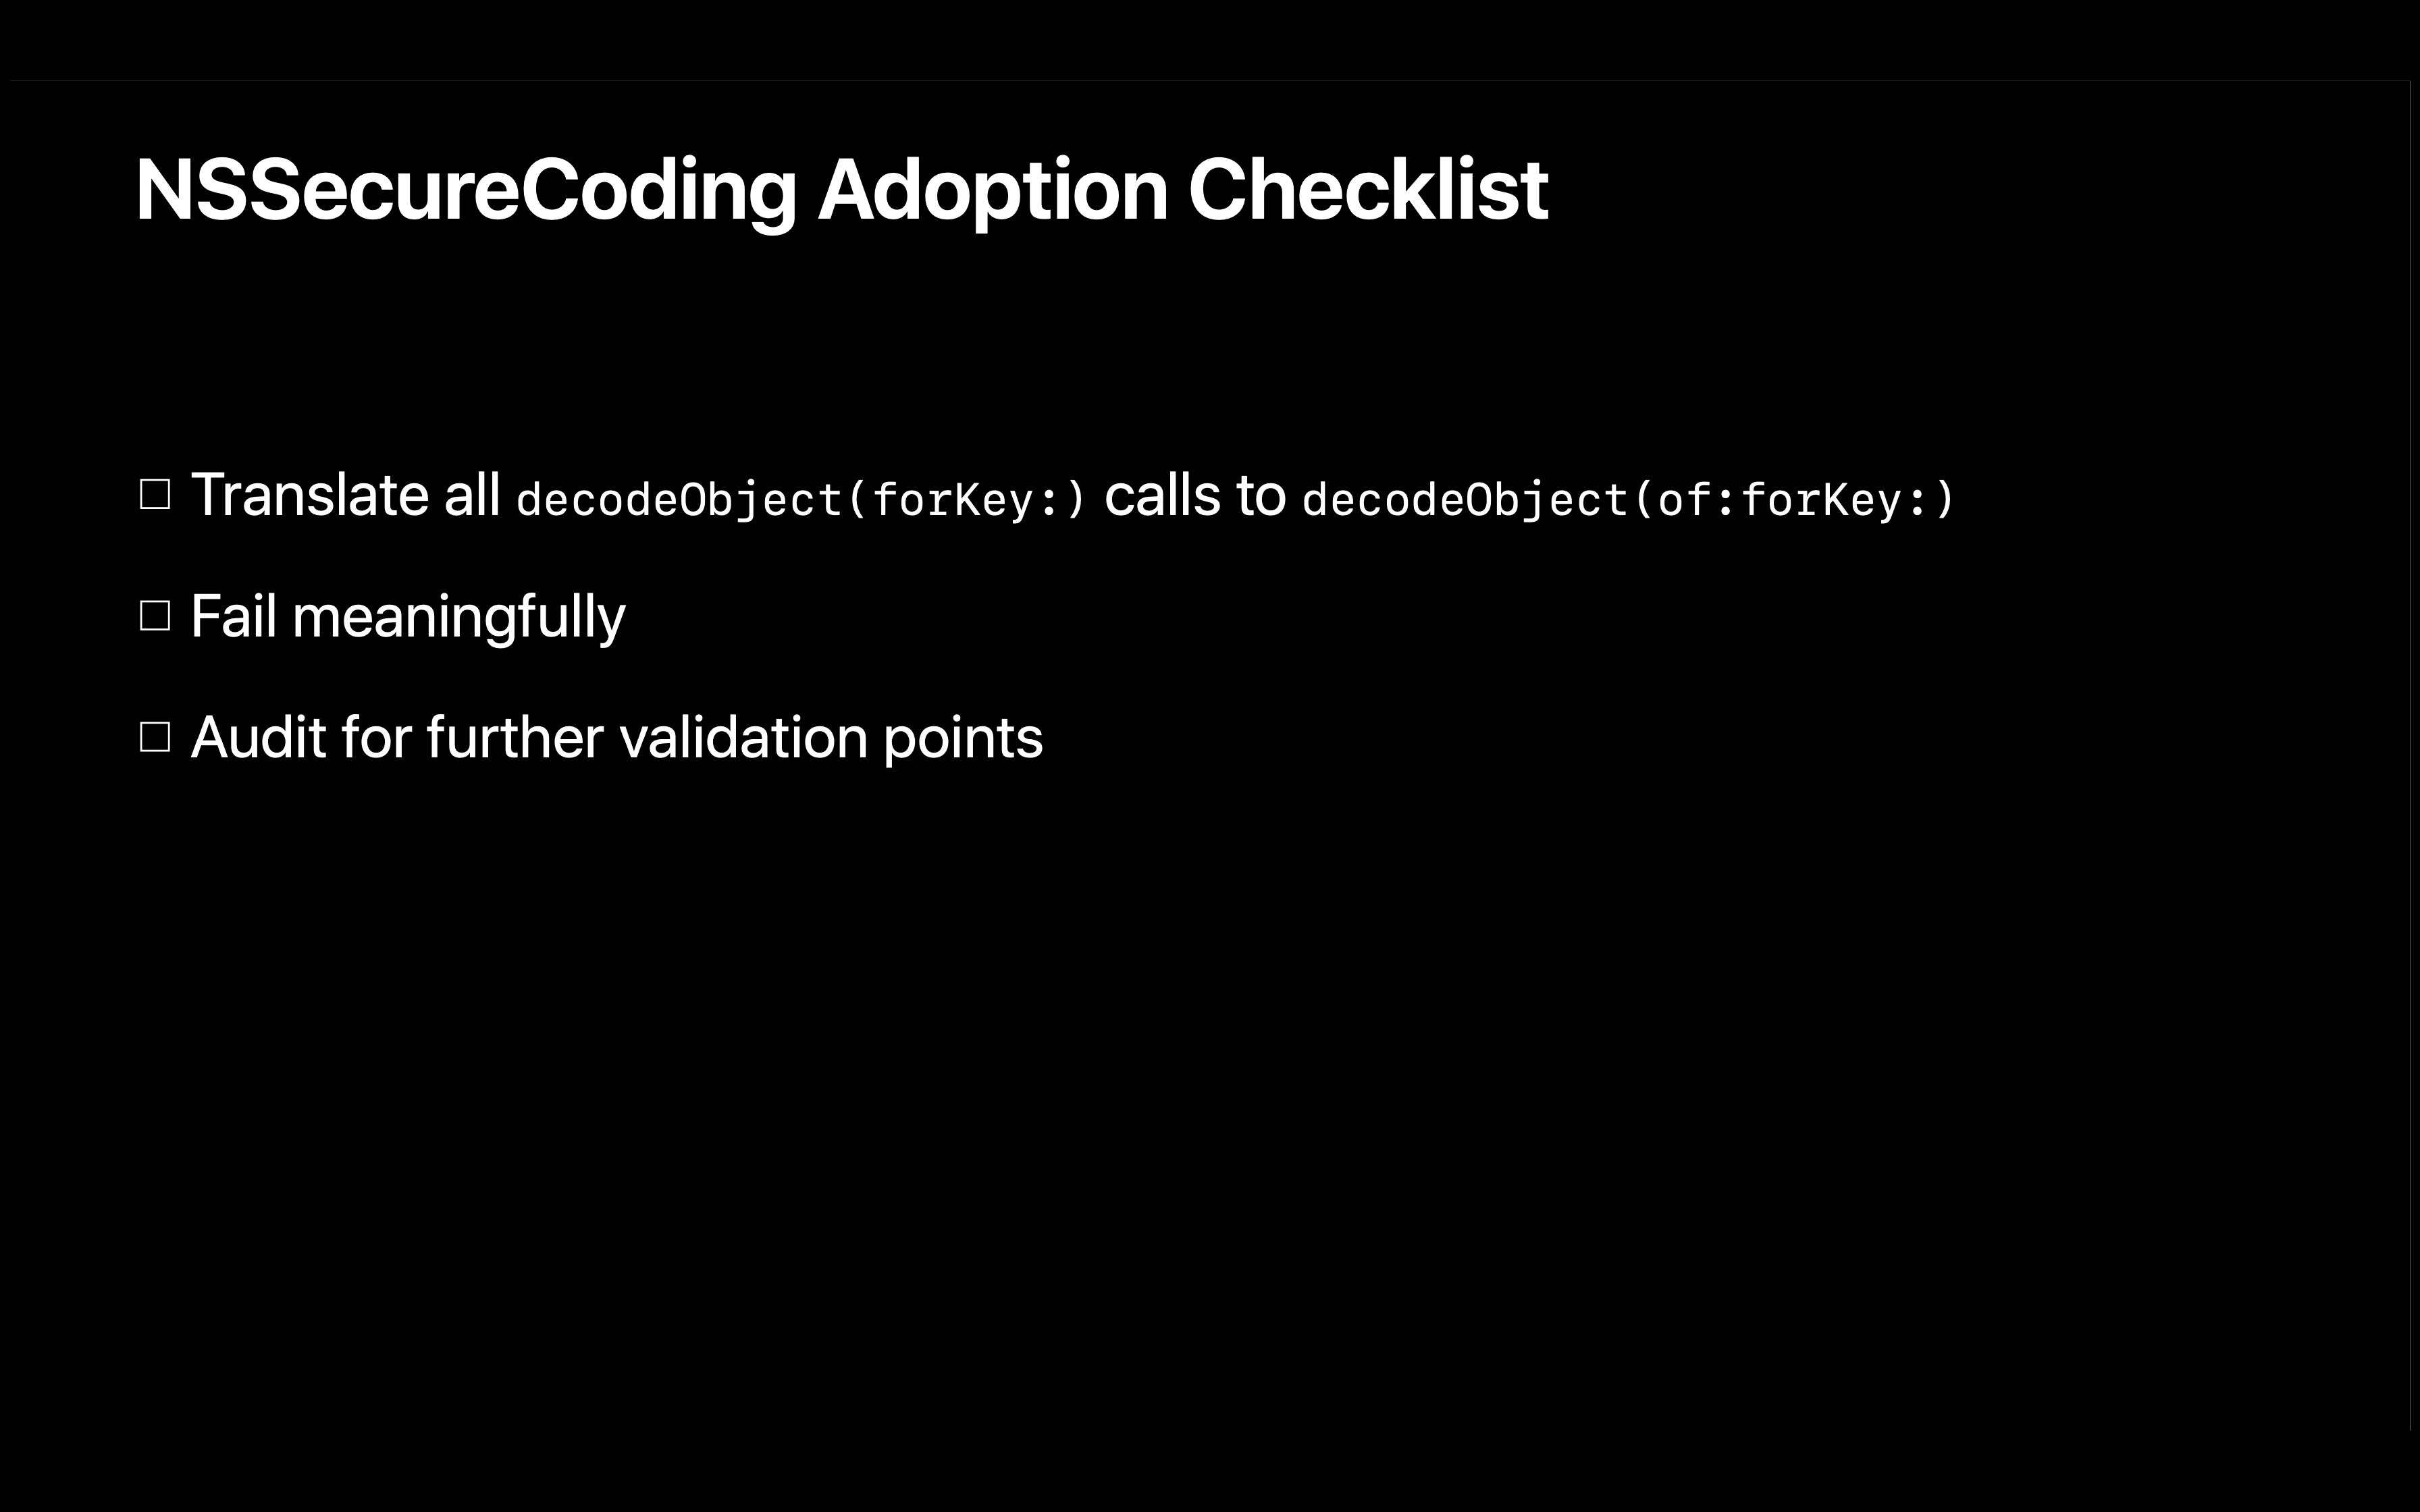 NSSecureCoding Adoption Checklist
☐ Translate all decodeObject(forKey:) calls to decodeObject(of:forKey:)
☐ Fail meaningfully
☐ Audit for further validation points